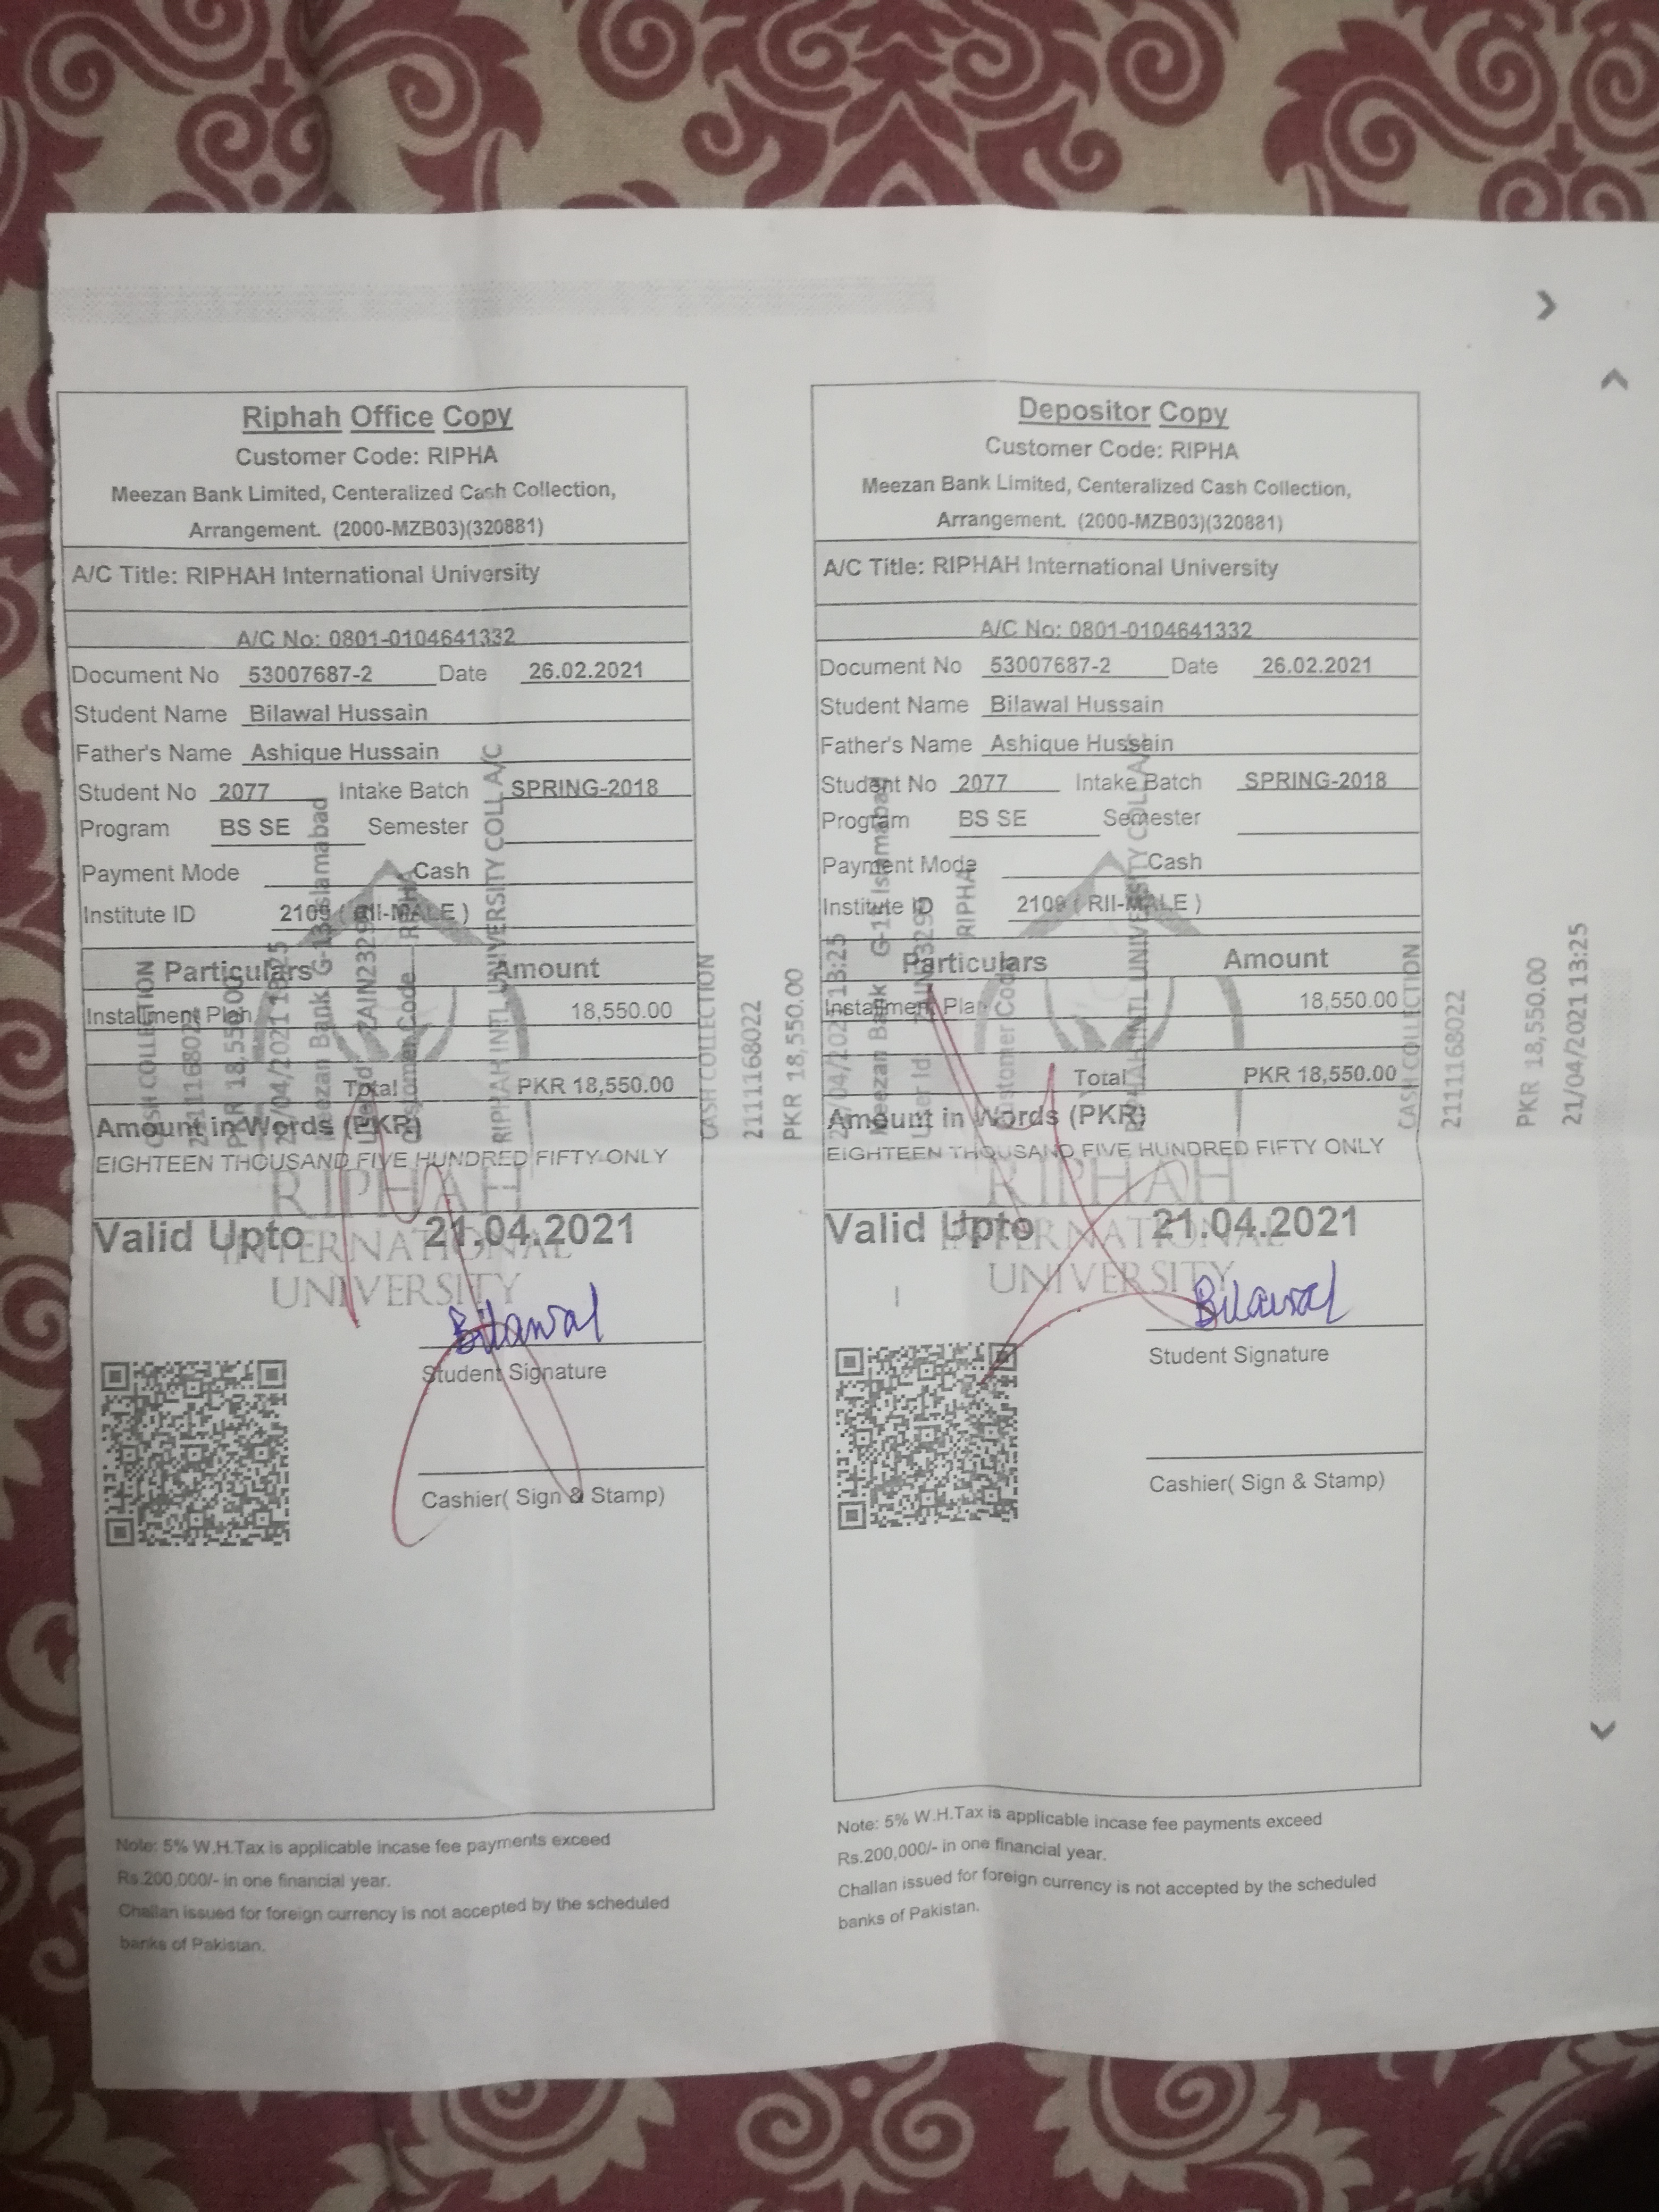 Riphah Office Copy
Customer Code: RIPHA
Meezan Bank Limited, Centeralized Cash Collection,
Arrangement. (2000-MZB03)(320881)
A/C Title: RIPHAH International University
A/C No: 0801-0104641332
Document No 53007687-2 Date 26.02.2021
Student Name Bilawal Hussain
Father's Name Ashique Hussain
Student No 2077 Intake Batch SPRING-2018
Program BS SE Semester
Payment Mode Cash
Institute ID 2109 ( RII-MALE )
Particulars Amount
Installment Plan 18,550.00
Total PKR 18,550.00
Amount in Words (PKR)
EIGHTEEN THOUSAND FIVE HUNDRED FIFTY ONLY
Valid Upto 21.04.2021
RIPHAH
INTERNATIONAL
UNIVERSITY
Bilawal
Student Signature
Cashier( Sign & Stamp)
Note: 5% W.H.Tax is applicable incase fee payments exceed
Rs.200,000/- in one financial year.
Challan issued for foreign currency is not accepted by the scheduled
banks of Pakistan.
CASH COLLECTION
2111168022
PKR 18,550.00
21/04/2021 13:25
Meezan Bank G-13 Islamabad
Customer Code RIPHA
RIPHAH INTL UNIVERSITY COLL A/C
Depositor Copy
Customer Code: RIPHA
Meezan Bank Limited, Centeralized Cash Collection,
Arrangement. (2000-MZB03)(320881)
A/C Title: RIPHAH International University
A/C No: 0801-0104641332
Document No 53007687-2 Date 26.02.2021
Student Name Bilawal Hussain
Father's Name Ashique Hussain
Student No 2077 Intake Batch SPRING-2018
Program BS SE Semester
Payment Mode Cash
Institute ID 2109 ( RII-MALE )
Particulars Amount
Installment Plan 18,550.00
Total PKR 18,550.00
Amount in Words (PKR)
EIGHTEEN THOUSAND FIVE HUNDRED FIFTY ONLY
Valid Upto 21.04.2021
RIPHAH
INTERNATIONAL
UNIVERSITY
Bilawal
Student Signature
Cashier( Sign & Stamp)
Note: 5% W.H.Tax is applicable incase fee payments exceed
Rs.200,000/- in one financial year.
Challan issued for foreign currency is not accepted by the scheduled
banks of Pakistan.
CASH COLLECTION
2111168022
PKR 18,550.00
21/04/2021 13:25
Meezan Bank G-13 Islamabad
User Id
Customer Code RIPHA
RIPHAH INTL UNIVERSITY COLL A/C
CASH COLLECTION
2111168022
PKR 18,550.00
21/04/2021 13:25